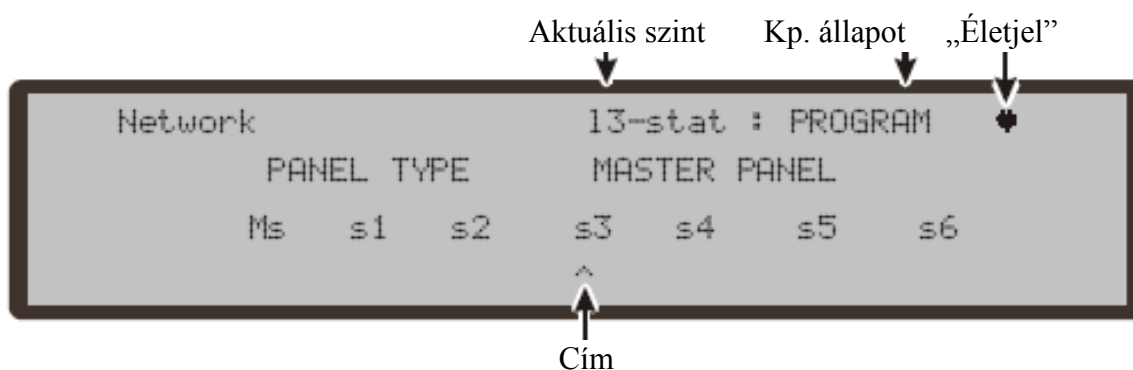 Aktuális szint Kp. állapot „Életjel”
Network l3-stat : PROGRAM
PANEL TYPE MASTER PANEL
Ms s1 s2 s3 s4 s5 s6
^
Cím